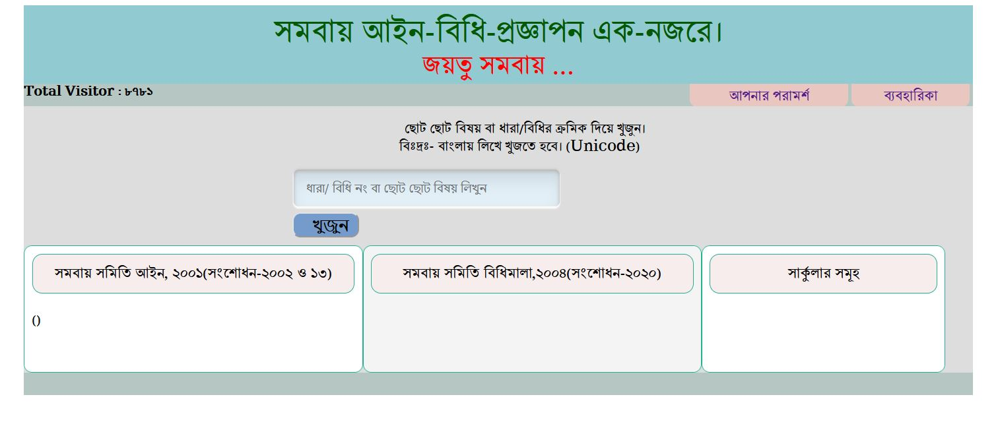 সমবায় আইন-বিধি-প্রজ্ঞাপন এক-নজরে।
জয়তু সমবায় ...
Total Visitor : ৮৭৮১
আপনার পরামর্শ
ব্যবহারিকা
ছোট ছোট বিষয় বা ধারা/বিধির ক্রমিক দিয়ে খুজুন।
বিঃদ্রঃ- বাংলায় লিখে খুজতে হবে। (Unicode)
ধারা/ বিধি নং বা ছোট ছোট বিষয় লিখুন
খুজুন
সমবায় সমিতি আইন, ২০০১(সংশোধন-২০০২ ও ১৩)
সমবায় সমিতি বিধিমালা,২০০৪(সংশোধন-২০২০)
সার্কুলার সমূহ
()